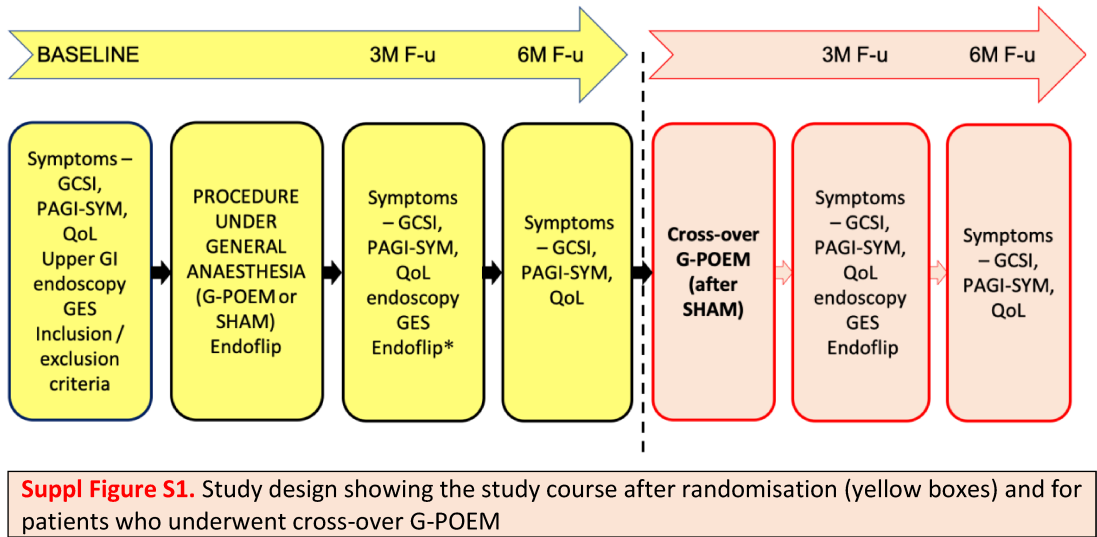 BASELINE 3M F-u 6M F-u
3M F-u 6M F-u
Symptoms –
GCSI,
PAGI-SYM,
QoL
Upper GI
endoscopy
GES
Inclusion /
exclusion
criteria
PROCEDURE
UNDER
GENERAL
ANAESTHESIA
(G-POEM or
SHAM)
Endoflip
Symptoms
– GCSI,
PAGI-SYM,
QoL
endoscopy
GES
Endoflip*
Symptoms
– GCSI,
PAGI-SYM,
QoL
Cross-over
G-POEM
(after
SHAM)
Symptoms
– GCSI,
PAGI-SYM,
QoL
endoscopy
GES
Endoflip
Symptoms
– GCSI,
PAGI-SYM,
QoL
Suppl Figure S1. Study design showing the study course after randomisation (yellow boxes) and for
patients who underwent cross-over G-POEM